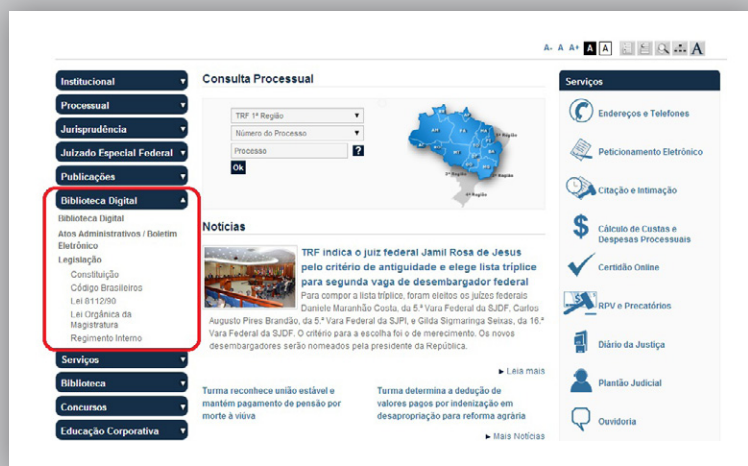 A- A A+ A A A
Institucional
Processual
Jurisprudência
Juizado Especial Federal
Publicações
Biblioteca Digital
Biblioteca Digital
Atos Administrativos / Boletim
Eletrônico
Legislação
Constituição
Código Brasileiros
Lei 8112/90
Lei Orgânica da
Magistratura
Regimento Interno
Serviços
Biblioteca
Concursos
Educação Corporativa
Consulta Processual
TRF 1ª Região
Número do Processo
Processo ?
Ok
Notícias
TRF indica o juiz federal Jamil Rosa de Jesus
pelo critério de antiguidade e elege lista tríplice
para segunda vaga de desembargador federal
Para compor a lista tríplice, foram eleitos os juízes federais
Daniele Maranhão Costa, da 5.ª Vara Federal da SJDF, Carlos
Augusto Pires Brandão, da 5.ª Vara Federal da SJPI, e Gilda Sigmaringa Seixas, da 16.ª
Vara Federal da SJDF. O critério para a escolha foi o de merecimento. Os novos
desembargadores serão nomeados pela presidente da República.
Leia mais
Turma reconhece união estável e
mantém pagamento de pensão por
morte à viúva
Turma determina a dedução de
valores pagos por indenização em
desapropriação para reforma agrária
Mais Notícias
Serviços
Endereços e Telefones
Peticionamento Eletrônico
Citação e Intimação
Cálculo de Custas e
Despesas Processuais
Certidão Online
RPV e Precatórios
Diário da Justiça
Plantão Judicial
Ouvidoria